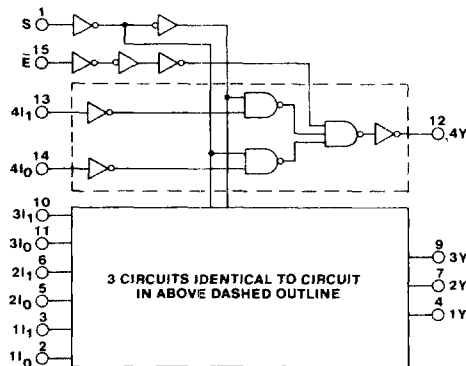 S 1
E̅ 15
4I₁ 13
12 4Y
4I₀ 14
3I₁ 10
3I₀ 11
2I₁ 6
2I₀ 5
1I₁ 3
1I₀ 2
3 CIRCUITS IDENTICAL TO CIRCUIT
IN ABOVE DASHED OUTLINE
9 3Y
7 2Y
4 1Y